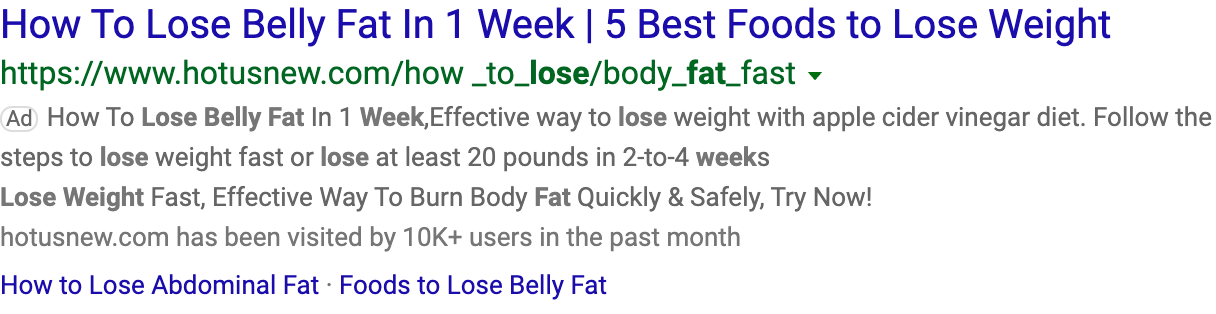 How To Lose Belly Fat In 1 Week | 5 Best Foods to Lose Weight
https://www.hotusnew.com/how _to_lose/body_fat_fast
Ad How To Lose Belly Fat In 1 Week,Effective way to lose weight with apple cider vinegar diet. Follow the
steps to lose weight fast or lose at least 20 pounds in 2-to-4 weeks
Lose Weight Fast, Effective Way To Burn Body Fat Quickly & Safely, Try Now!
hotusnew.com has been visited by 10K+ users in the past month
How to Lose Abdominal Fat · Foods to Lose Belly Fat